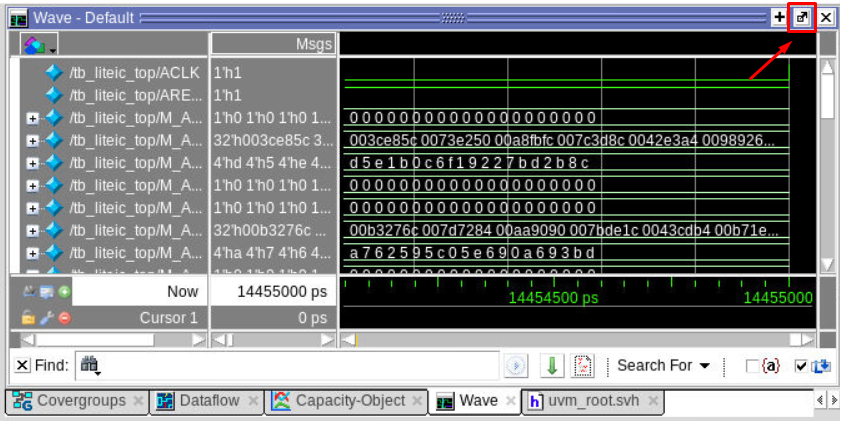 Wave - Default
Msgs
/tb_liteic_top/ACLK 1'h1
/tb_liteic_top/ARE... 1'h1
/tb_liteic_top/M_A... 1'h0 1'h0 1'h0 1... 0 0 0 0 0 0 0 0 0 0 0 0 0 0 0 0 0 0 0 0
/tb_liteic_top/M_A... 32'h003ce85c 3... 003ce85c 0073e250 00a8fbfc 007c3d8c 0042e3a4 0098926...
/tb_liteic_top/M_A... 4'hd 4'h5 4'he 4... d 5 e 1 b 0 c 6 f 1 9 2 2 7 b d 2 b 8 c
/tb_liteic_top/M_A... 1'h0 1'h0 1'h0 1... 0 0 0 0 0 0 0 0 0 0 0 0 0 0 0 0 0 0 0 0
/tb_liteic_top/M_A... 1'h0 1'h0 1'h0 1... 0 0 0 0 0 0 0 0 0 0 0 0 0 0 0 0 0 0 0 0
/tb_liteic_top/M_A... 32'h00b3276c ... 00b3276c 007d7284 00aa9090 007bde1c 0043cdb4 00b71e...
/tb_liteic_top/M_A... 4'ha 4'h7 4'h6 4... a 7 6 2 5 9 5 c 0 5 e 6 9 0 a 6 9 3 b d
Now 14455000 ps 14454500 ps 14455000
Cursor 1 0 ps
Find: Search For {a}
Covergroups Dataflow Capacity-Object Wave h uvm_root.svh